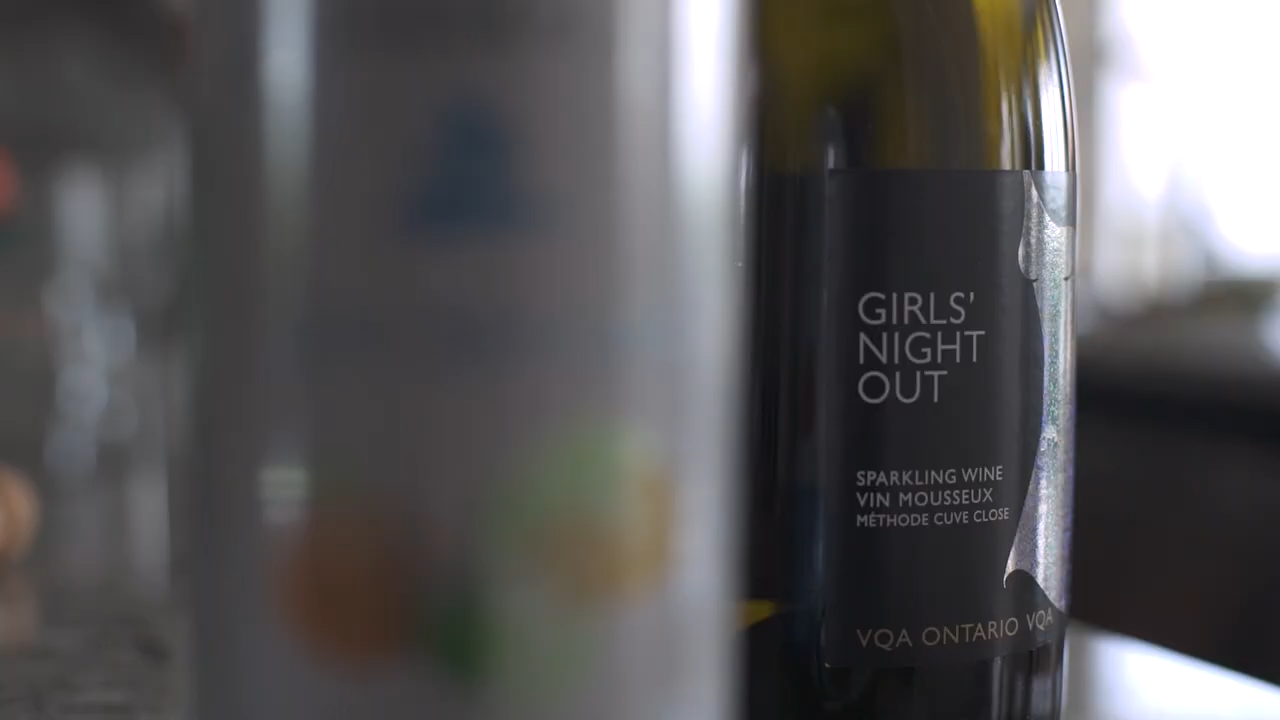 GIRLS'
NIGHT
OUT
SPARKLING WINE
VIN MOUSSEUX
MÉTHODE CUVE CLOSE
VQA ONTARIO VQA